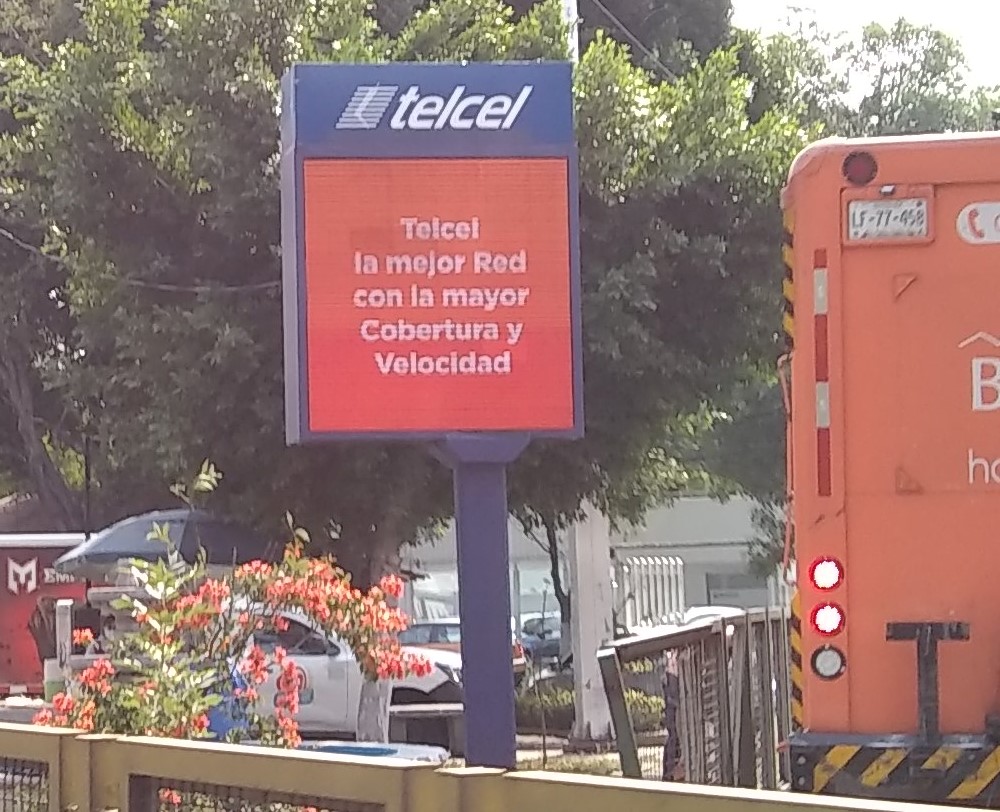 telcel
Telcel
la mejor Red
con la mayor
Cobertura y
Velocidad
LF-77-458